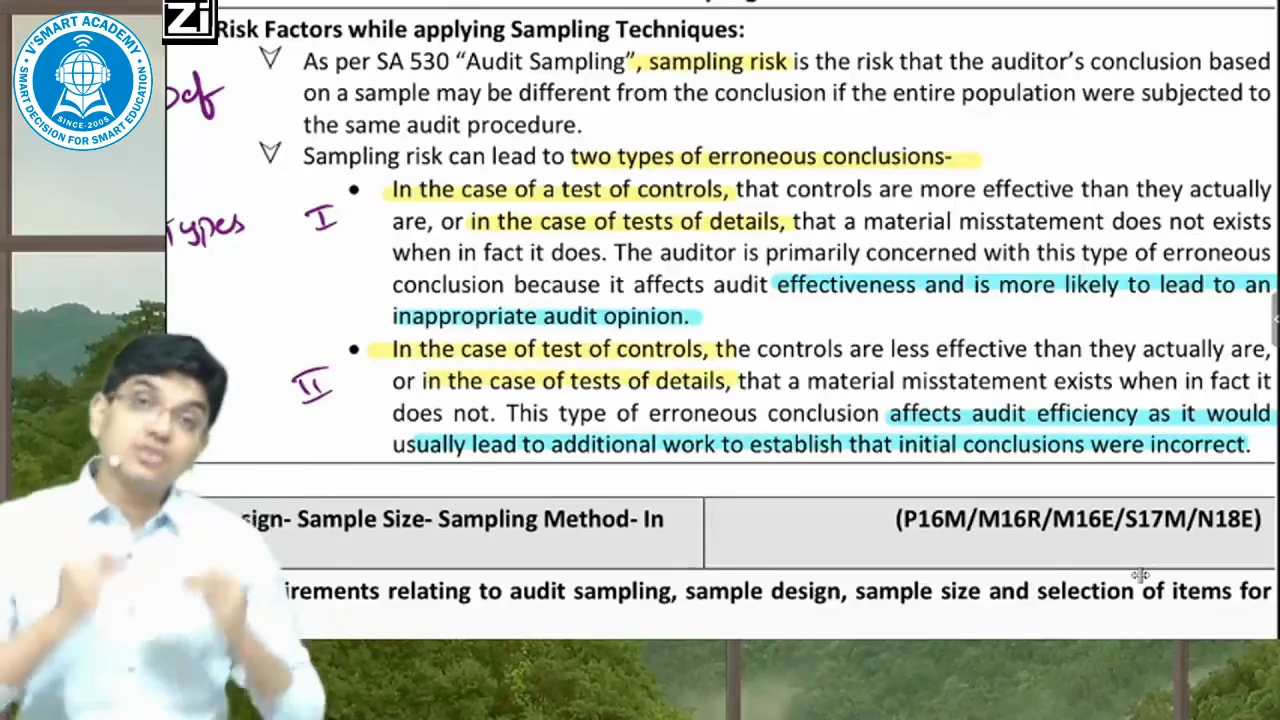 V'SMART ACADEMY
SMART DECISION FOR SMART EDUCATION
SINCE-2005
Zi
Risk Factors while applying Sampling Techniques:
As per SA 530 “Audit Sampling”, sampling risk is the risk that the auditor’s conclusion based
on a sample may be different from the conclusion if the entire population were subjected to
the same audit procedure.
Def
Sampling risk can lead to two types of erroneous conclusions-
Types
I
• In the case of a test of controls, that controls are more effective than they actually
are, or in the case of tests of details, that a material misstatement does not exists
when in fact it does. The auditor is primarily concerned with this type of erroneous
conclusion because it affects audit effectiveness and is more likely to lead to an
inappropriate audit opinion.
II
• In the case of test of controls, the controls are less effective than they actually are,
or in the case of tests of details, that a material misstatement exists when in fact it
does not. This type of erroneous conclusion affects audit efficiency as it would
usually lead to additional work to establish that initial conclusions were incorrect.
sign- Sample Size- Sampling Method- In
(P16M/M16R/M16E/S17M/N18E)
irements relating to audit sampling, sample design, sample size and selection of items for